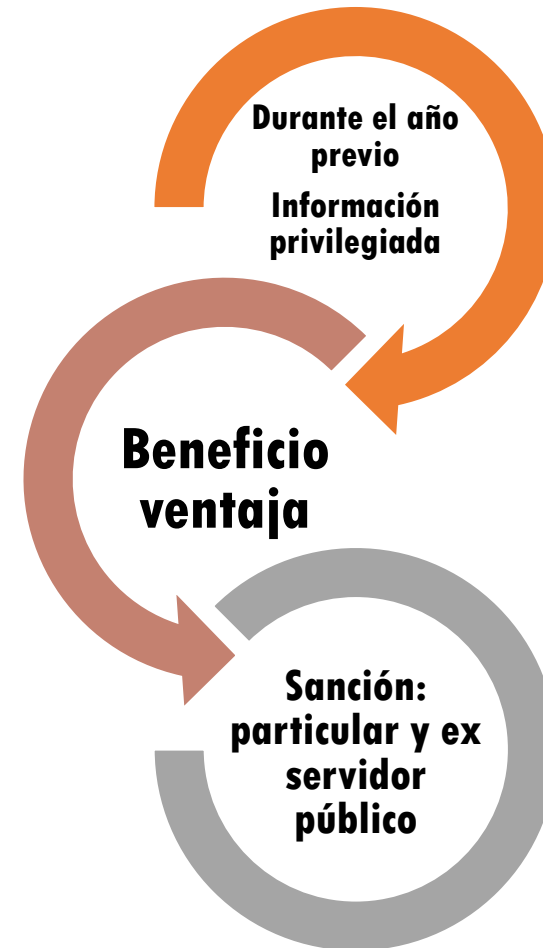 Durante el año
previo
Información
privilegiada
Beneficio
ventaja
Sanción:
particular y ex
servidor
público